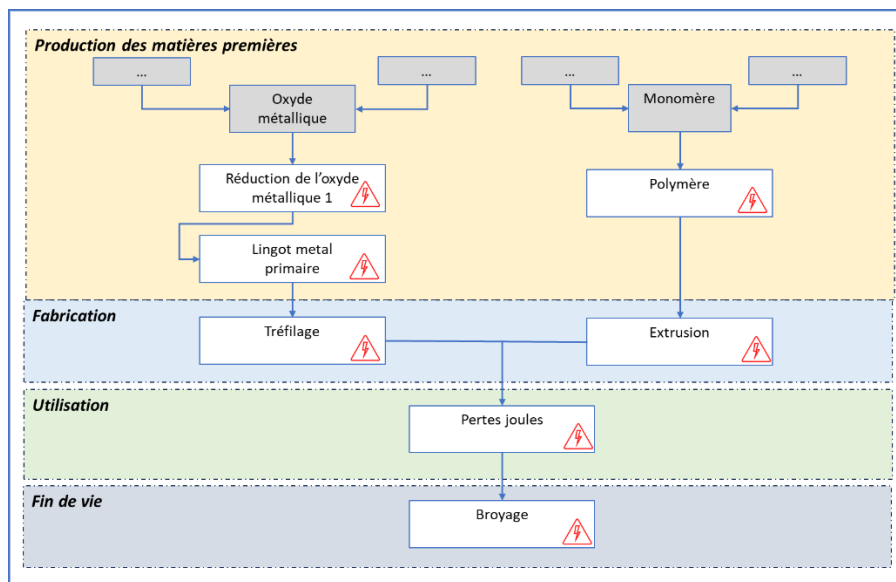 Production des matières premières
...
...
...
...
Oxyde
métallique
Monomère
Réduction de l'oxyde
métallique 1
Polymère
Lingot metal
primaire
Fabrication
Tréfilage
Extrusion
Utilisation
Pertes joules
Fin de vie
Broyage